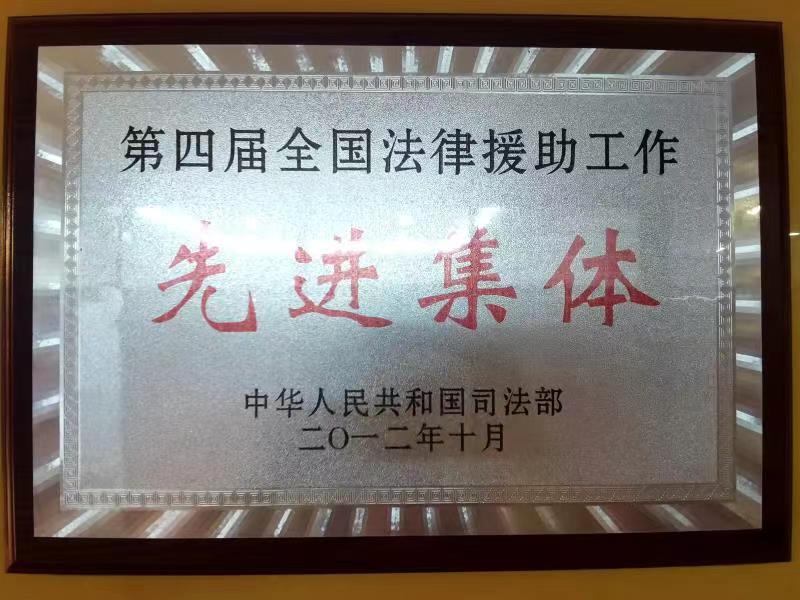 第四届全国法律援助工作
先进集体
中华人民共和国司法部
二〇一二年十月